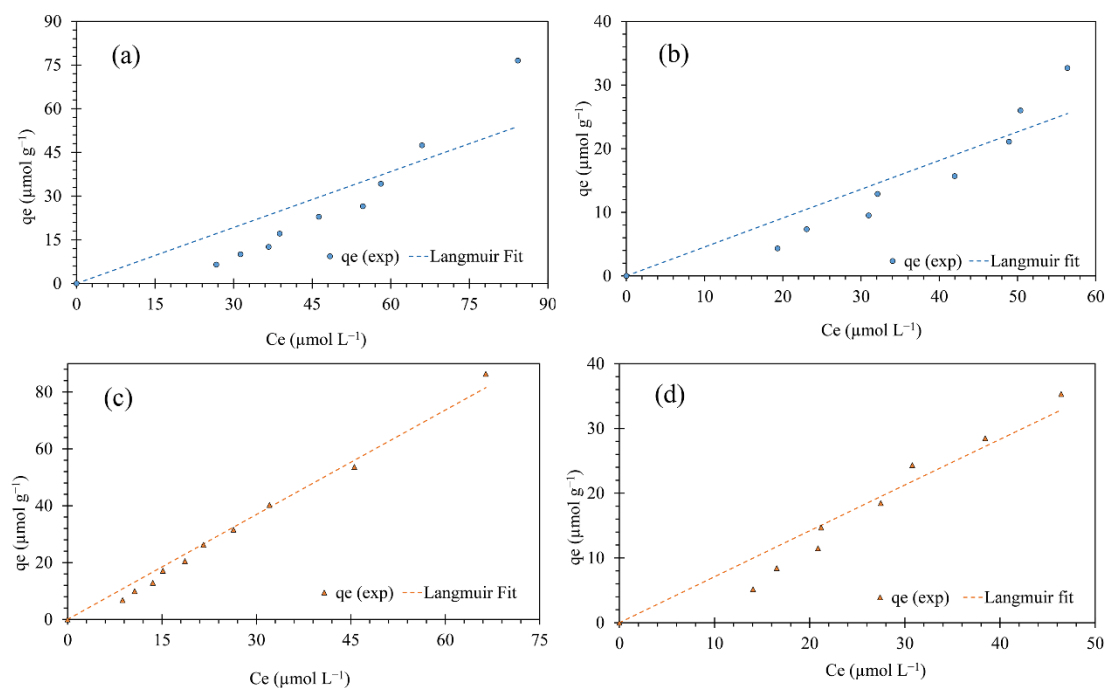 (a)
90
75
60
45
30
15
0
qe (µmol g⁻¹)
qe (exp) Langmuir Fit
0 15 30 45 60 75 90
Ce (µmol L⁻¹)
(b)
40
30
20
10
0
qe (µmol g⁻¹)
qe (exp) Langmuir fit
0 10 20 30 40 50 60
Ce (µmol L⁻¹)
(c)
80
60
40
20
0
qe (µmol g⁻¹)
qe (exp) Langmuir Fit
0 15 30 45 60 75
Ce (µmol L⁻¹)
(d)
40
30
20
10
0
qe (µmol g⁻¹)
qe (exp) Langmuir fit
0 10 20 30 40 50
Ce (µmol L⁻¹)